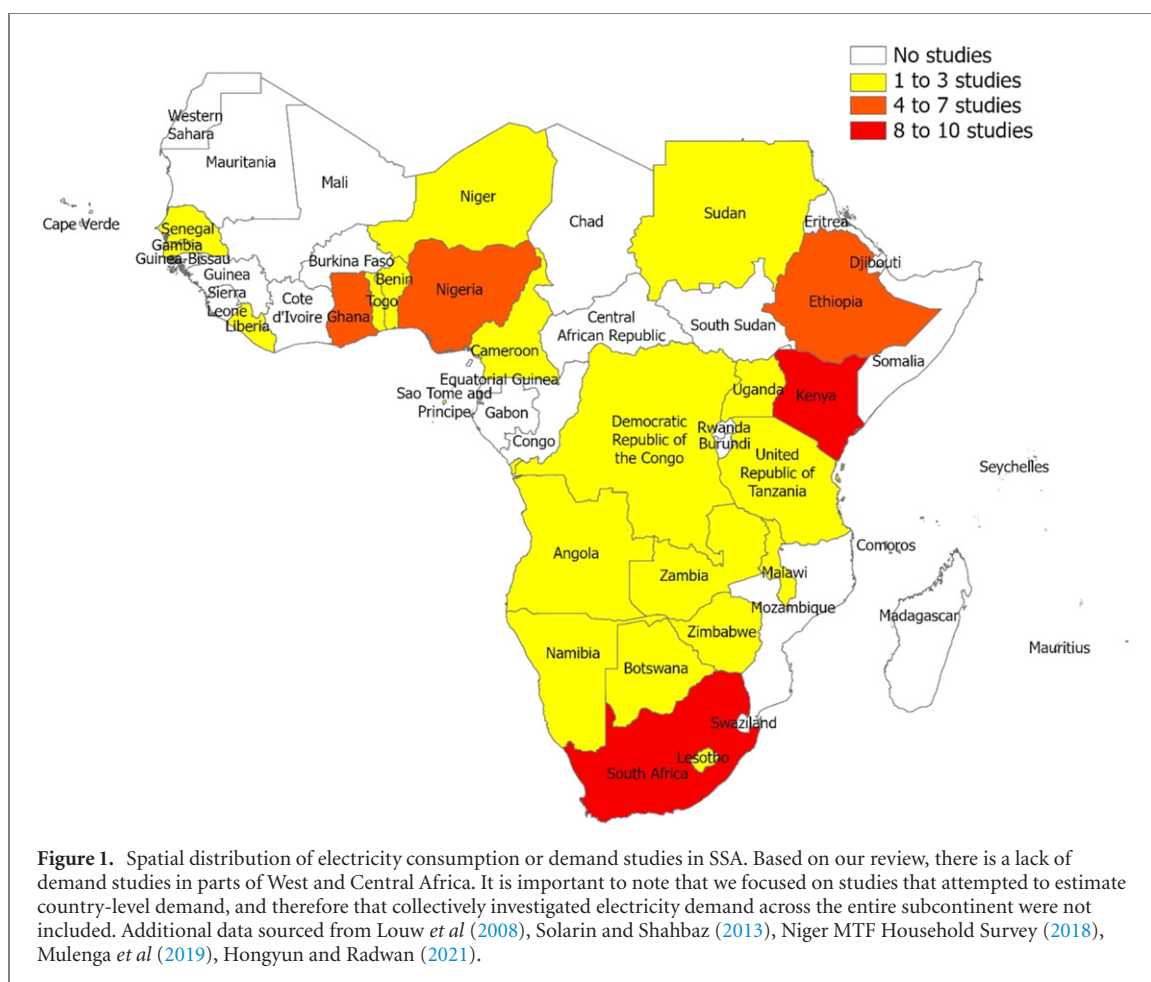 No studies
1 to 3 studies
4 to 7 studies
8 to 10 studies
Western
Sahara
Mauritania
Mali
Niger
Chad
Sudan
Eritrea
Cape Verde
Senegal
Gambia
Guinea-Bissau
Guinea
Sierra
Leone
Liberia
Cote
d'Ivoire
Burkina Faso
Ghana
Togo
Benin
Nigeria
Cameroon
Central
African Republic
South Sudan
Ethiopia
Djibouti
Somalia
Equatorial Guinea
Sao Tome and
Principe
Gabon
Congo
Democratic
Republic of
the Congo
Uganda
Kenya
Rwanda
Burundi
United
Republic of
Tanzania
Seychelles
Comoros
Angola
Zambia
Malawi
Mozambique
Madagascar
Mauritius
Zimbabwe
Namibia
Botswana
Swaziland
Lesotho
South Africa
Figure 1. Spatial distribution of electricity consumption or demand studies in SSA. Based on our review, there is a lack of
demand studies in parts of West and Central Africa. It is important to note that we focused on studies that attempted to estimate
country-level demand, and therefore that collectively investigated electricity demand across the entire subcontinent were not
included. Additional data sourced from Louw et al (2008), Solarin and Shahbaz (2013), Niger MTF Household Survey (2018),
Mulenga et al (2019), Hongyun and Radwan (2021).